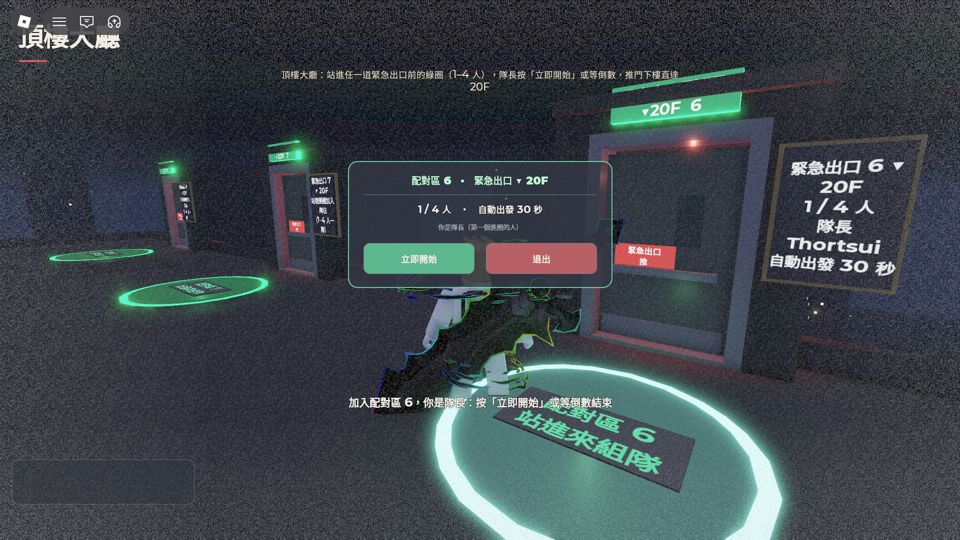 頂樓大廳
頂樓大廳：站進任一道緊急出口前的綠圈（1–4 人），隊長按「立即開始」或等倒數，推門下樓直達
20F
▼20F 6
緊急出口 6 ▼
20F
1 / 4 人
隊長
Thortsui
自動出發 30 秒
緊急出口 7
▼ 20F
配對區 6 • 緊急出口 ▼ 20F
1 / 4 人 • 自動出發 30 秒
你是隊長（第一個進圈的人）
立即開始
退出
緊急出口
推
加入配對區 6，你是隊長：按「立即開始」或等倒數結束
配對區 6
站進來組隊